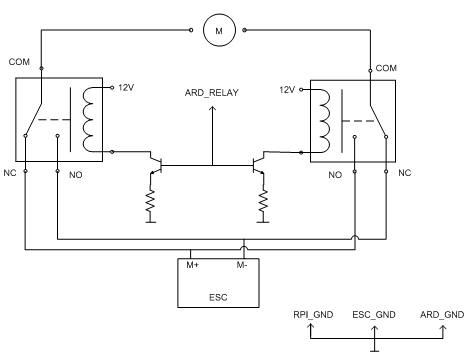 M
COM
COM
12V
ARD_RELAY
12V
NC
NO
NO
NC
M+
M-
ESC
RPI_GND
ESC_GND
ARD_GND